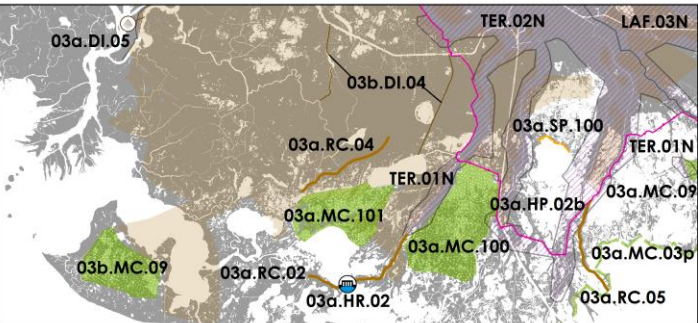 TER.02N
LAF.03N
03a.DI.05
03b.DI.04
03a.SP.100
03a.RC.04
TER.01N
TER.01N
03a.MC.09
03a.MC.101
03a.HP.02b
03a.MC.100
03a.MC.03p
03b.MC.09
03a.RC.02
03a.HR.02
03a.RC.05